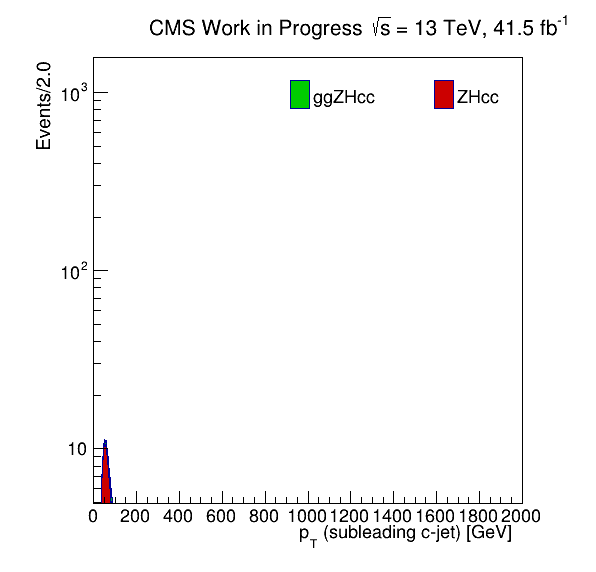 CMS Work in Progress √s = 13 TeV, 41.5 fb⁻¹
Events/2.0
ggZHcc ZHcc
10³
10²
10
0 200 400 600 800 1000 1200 1400 1600 1800 2000
p_T (subleading c-jet) [GeV]